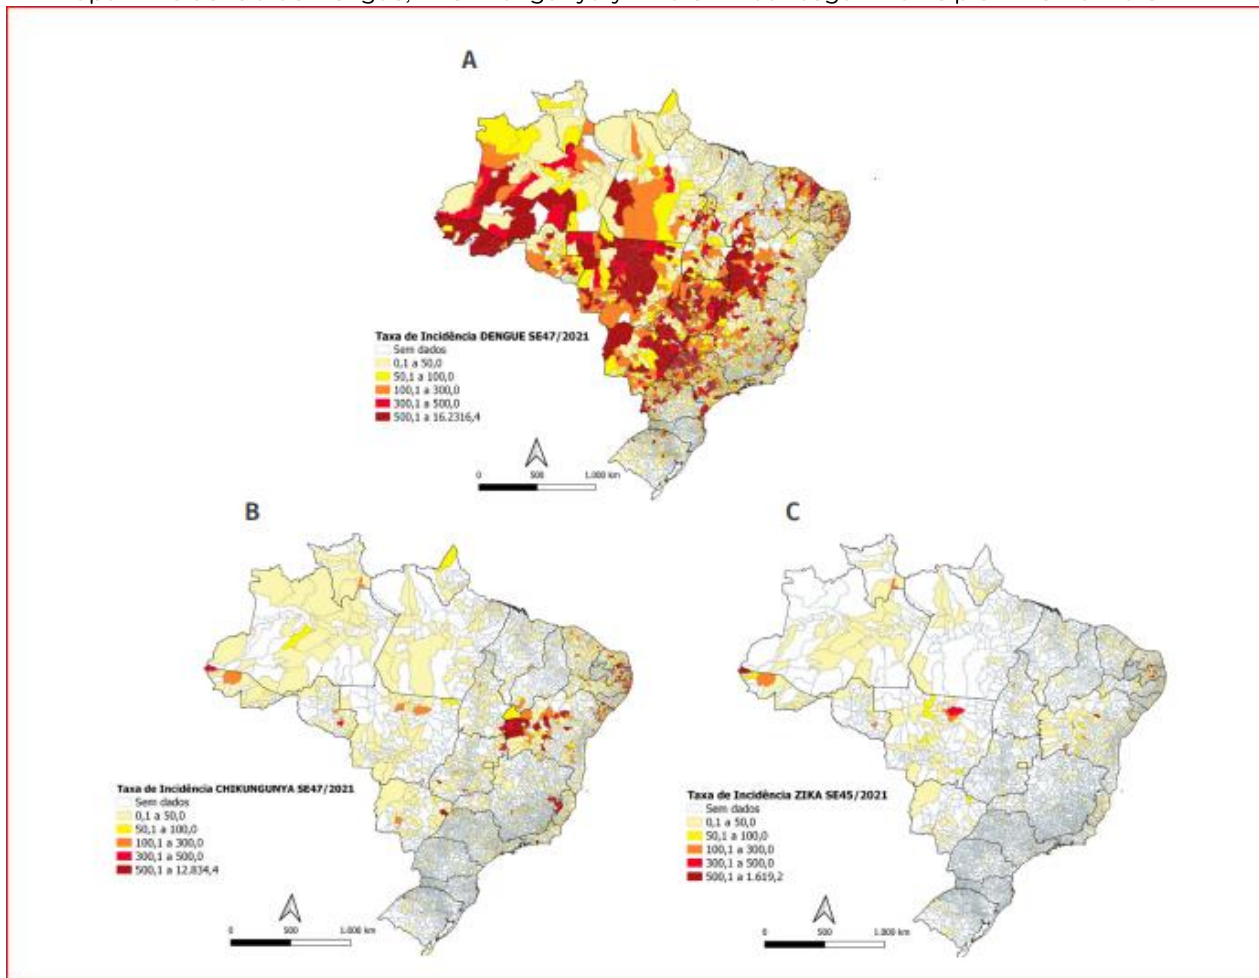 A
Taxa de Incidência DENGUE SE47/2021
Sem dados
0,1 a 50,0
50,1 a 100,0
100,1 a 300,0
300,1 a 500,0
500,1 a 16.2316,4
0 500 1.000 km
B
Taxa de Incidência CHIKUNGUNYA SE47/2021
Sem dados
0,1 a 50,0
50,1 a 100,0
100,1 a 300,0
300,1 a 500,0
500,1 a 12.834,4
0 500 1.000 km
C
Taxa de Incidência ZIKA SE45/2021
Sem dados
0,1 a 50,0
50,1 a 100,0
100,1 a 300,0
300,1 a 500,0
500,1 a 1.619,2
0 500 1.000 km